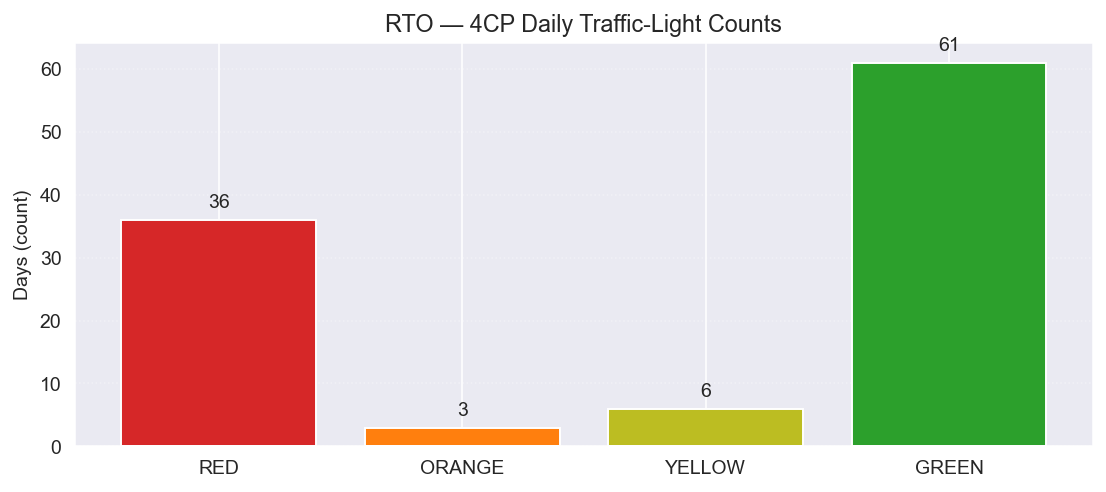 RTO — 4CP Daily Traffic-Light Counts
Days (count)
60
50
40
30
20
10
0
36
3
6
61
RED
ORANGE
YELLOW
GREEN